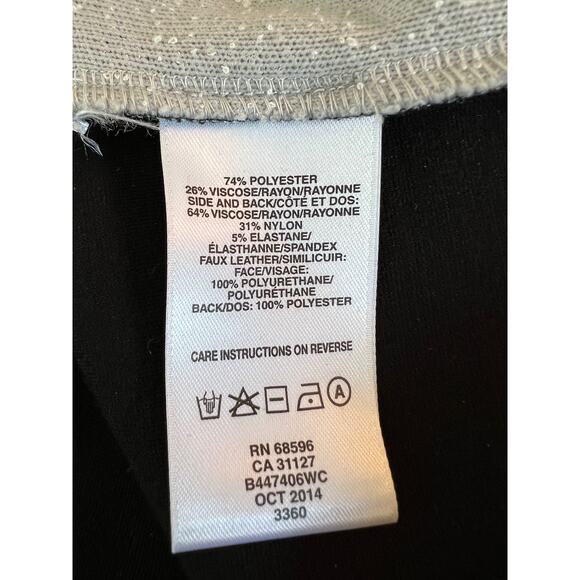 74% POLYESTER
26% VISCOSE/RAYON/RAYONNE
SIDE AND BACK/CÔTÉ ET DOS:
64% VISCOSE/RAYON/RAYONNE
31% NYLON
5% ELASTANE/
ÉLASTHANNE/SPANDEX
FAUX LEATHER/SIMILICUIR:
FACE/VISAGE:
100% POLYURETHANE/
POLYURÉTHANE
BACK/DOS: 100% POLYESTER
CARE INSTRUCTIONS ON REVERSE
A
RN 68596
CA 31127
B447406WC
OCT 2014
3360